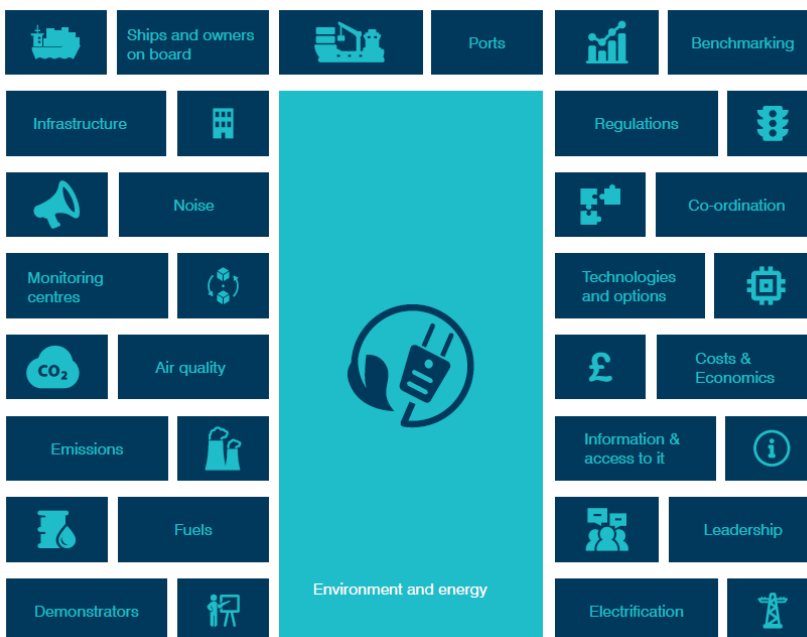 Ships and owners
on board
Ports
Benchmarking
Infrastructure
Regulations
Noise
Co-ordination
Monitoring
centres
Technologies
and options
CO₂
Air quality
£
Costs &
Economics
Emissions
Information &
access to it
i
Fuels
Leadership
Environment and energy
Demonstrators
Electrification